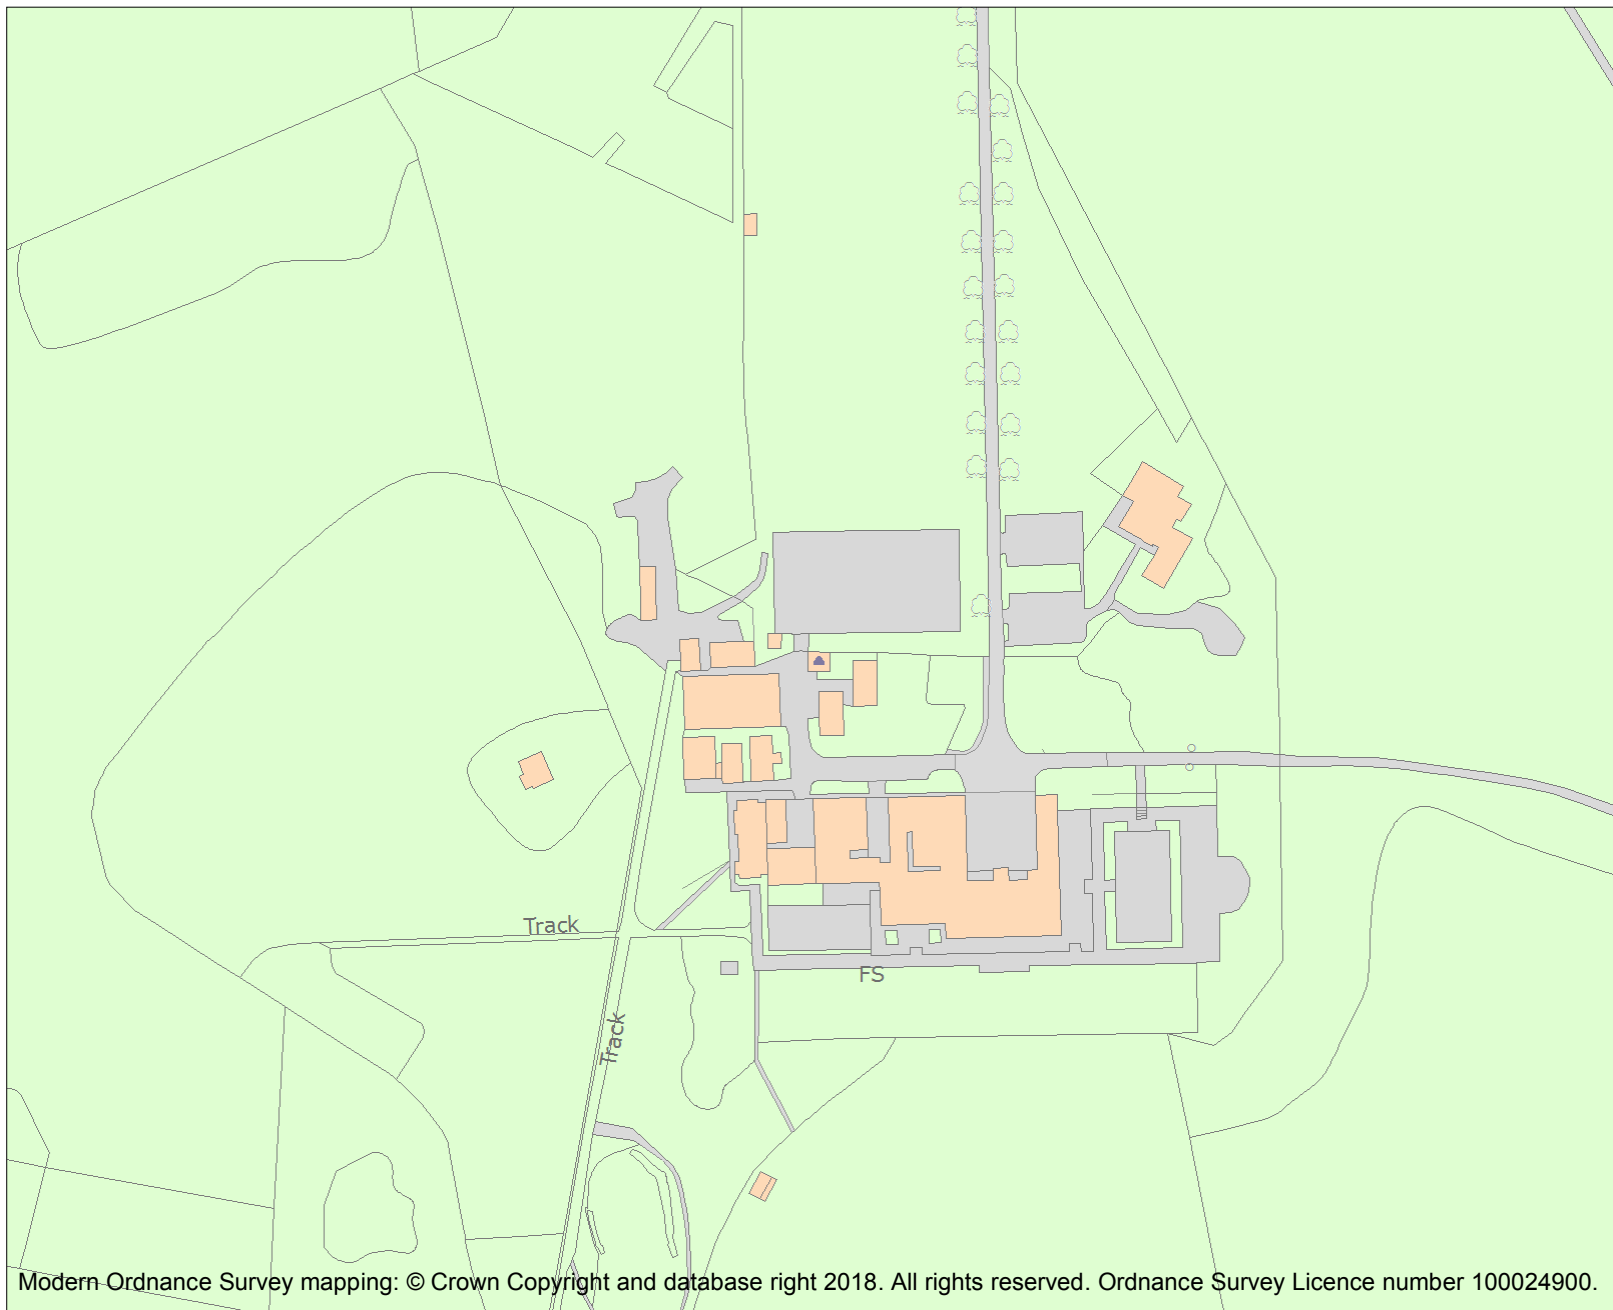 Track
FS
Track
Modern Ordnance Survey mapping: © Crown Copyright and database right 2018. All rights reserved. Ordnance Survey Licence number 100024900.